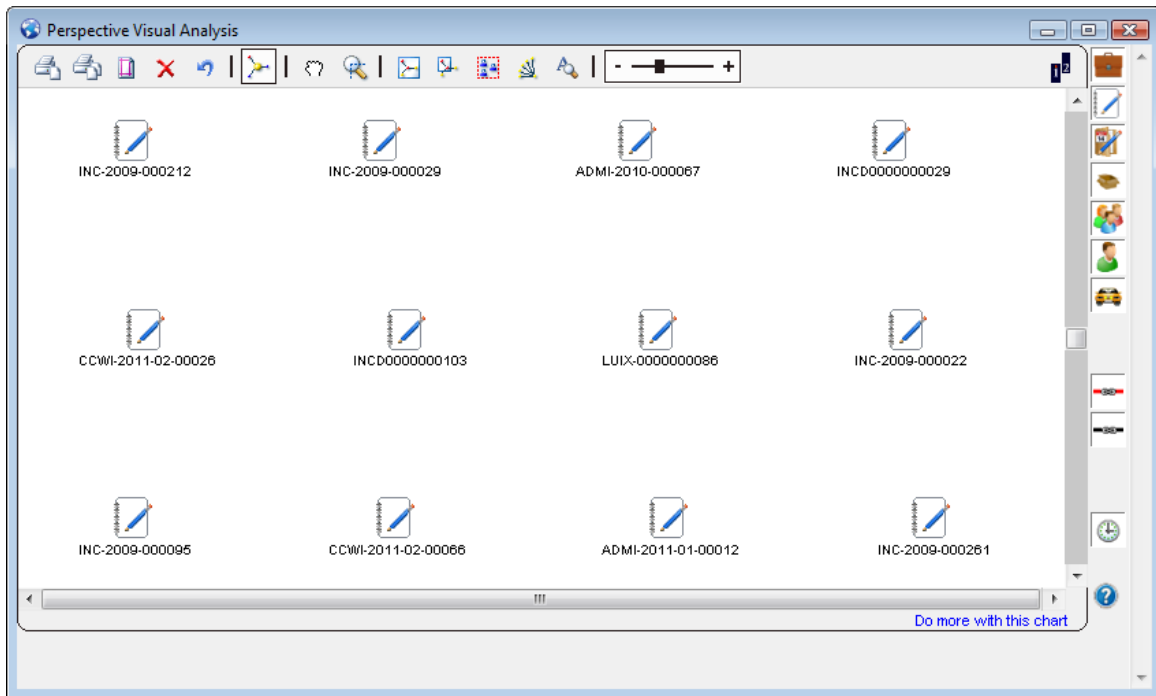 Perspective Visual Analysis
- +
INC-2009-000212 INC-2009-000029 ADMI-2010-000067 INCD0000000029
CCWI-2011-02-00026 INCD0000000103 LUIX-0000000086 INC-2009-000022
INC-2009-000095 CCWI-2011-02-00066 ADMI-2011-01-00012 INC-2009-000261
Do more with this chart